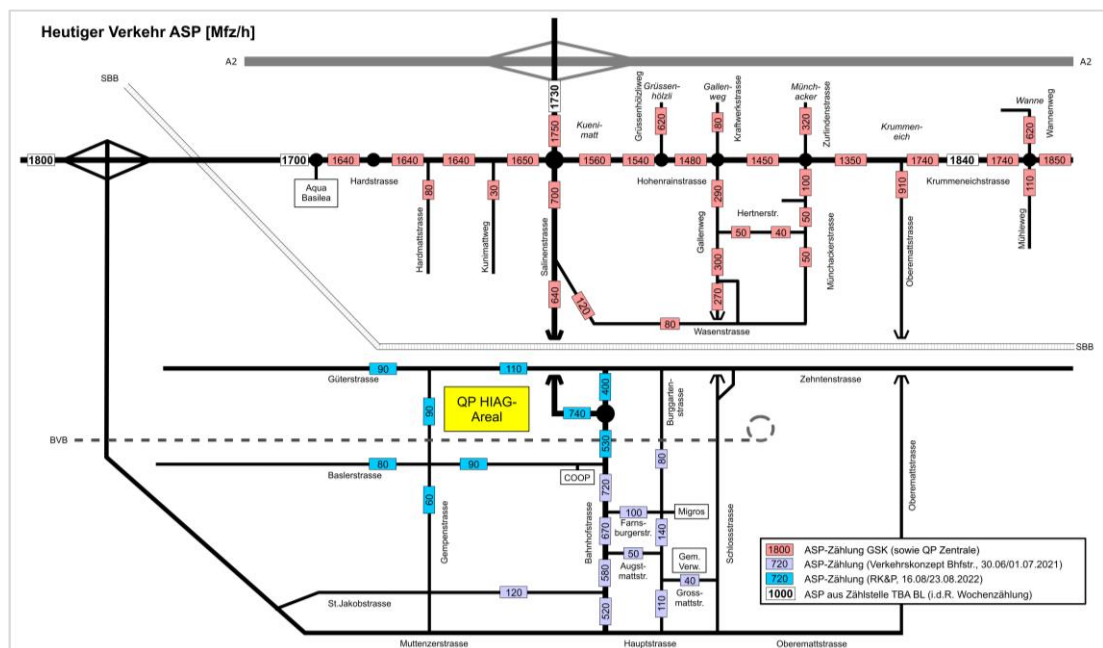 Heutiger Verkehr ASP [Mfz/h]
A2
A2
SBB
1730
1750
Kueni-
matt
Grüssenhölzliweg
Grüssen-
hölzli
620
Gallen-
weg
80
Kraftwerkstrasse
Münch-
acker
320
Zurlindenstrasse
Krummen-
eich
Wanne
620
Wannenweg
1800
1700
1640
1640
1640
1650
1560
1540
1480
1450
1350
1740
1840
1740
1850
Aqua
Basilea
Hardstrasse
Hohenrainstrasse
Krummeneichstrasse
80
Hardmattstrasse
30
Kunimattweg
700
Salinenstrasse
640
290
Gallenweg
300
270
Hertnerstr.
50
40
100
50
50
Münchackerstrasse
910
Oberemattstrasse
110
Mühleweg
120
80
Wasenstrasse
SBB
90
110
Güterstrasse
Zehntenstrasse
QP HIAG-
Areal
400
740
530
Burggarten-
strasse
90
BVB
80
90
Baslerstrasse
COOP
60
Gempenstrasse
720
670
580
520
Bahnhofstrasse
80
100
Farns-
burgerstr.
Migros
140
50
Augst-
mattstr.
Gem.
Verw.
40
Gross-
mattstr.
110
Schlossstrasse
Oberemattstrasse
120
St.Jakobstrasse
Muttenzerstrasse
Hauptstrasse
Oberemattstrasse
1800 ASP-Zählung GSK (sowie QP Zentrale)
720 ASP-Zählung (Verkehrskonzept Bhfstr., 30.06/01.07.2021)
720 ASP-Zählung (RK&P, 16.08/23.08.2022)
1000 ASP aus Zählstelle TBA BL (i.d.R. Wochenzählung)